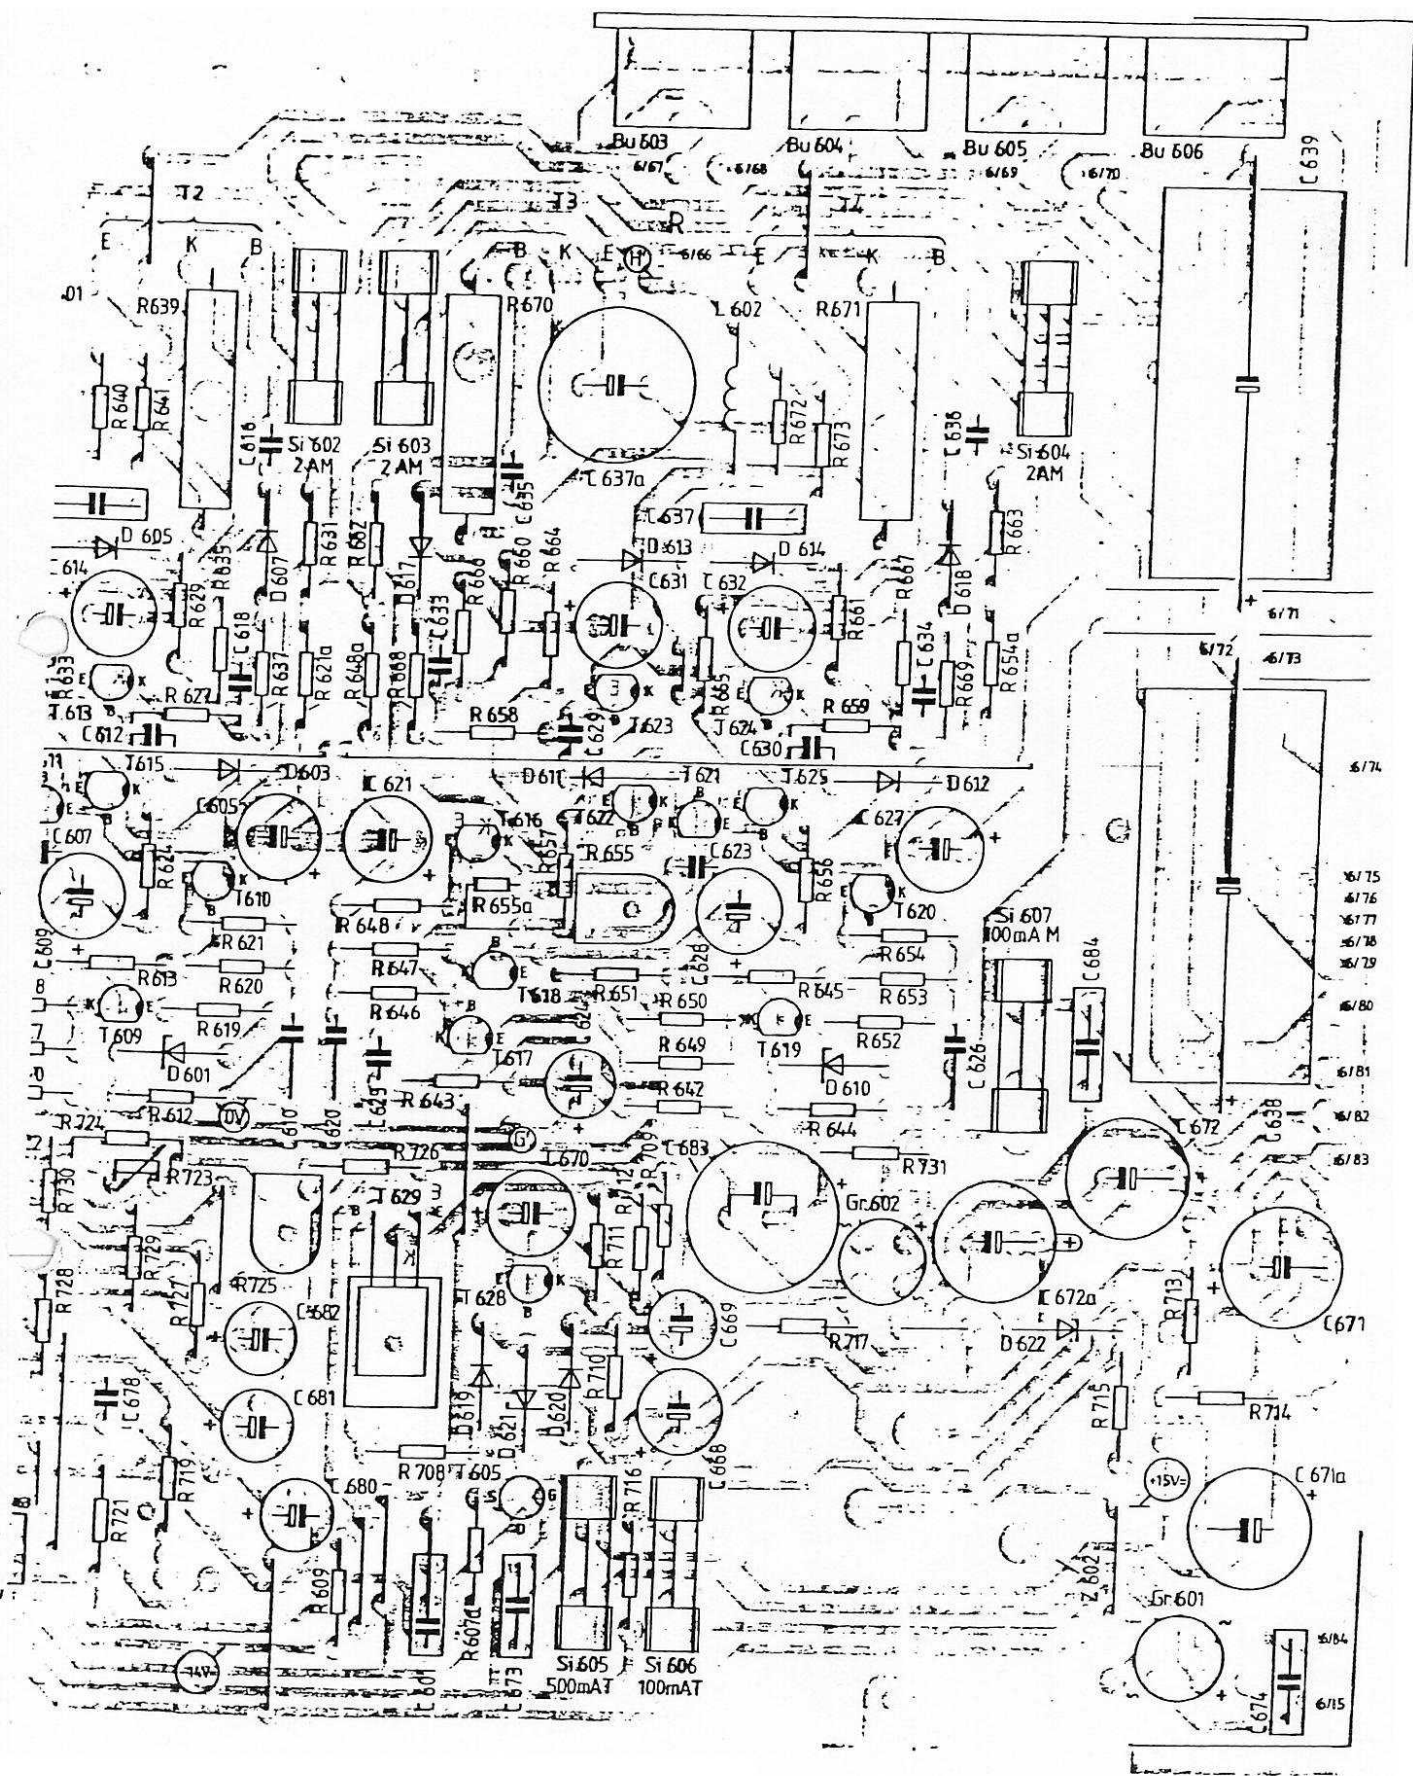 Bu 603
Bu 604
Bu 605
Bu 606
C 639
6/67
6/68
6/69
6/70
T2
T3
T4
E
K
B
B
K
E
H'
6/66
E
K
B
R639
R670
L 602
R671
R 640
R 641
C 616
Si 602
2 AM
Si 603
2 AM
C 635
C 637a
R 672
R 673
C 636
Si 604
2AM
D 605
R 631
R 662
C 637
R 663
C 614
D 607
D 617
R 666
R 660
R 664
D 613
D 614
C 631
C 632
R 667
D 618
R 629
R 635
C 618
C 633
R 661
C 634
6/71
R 633
R 637
R 621a
R 648a
R 668
R 665
R 669
R 654a
6/72
6/73
T 613
R 627
R 658
C 629
T 623
T 624
R 659
C 612
C 630
T 615
D 603
C 621
D 611
T 621
T 625
D 612
6/74
C 607
C 605
T 616
T 622
C 627
R 624
R 657
R 655
C 623
R 656
T 610
R 648
R 655a
T 620
Si 607
100mA M
6/75
6/76
6/77
6/78
6/79
C 609
R 621
R 647
C 628
R 654
C 684
R 613
R 620
T 618
R 651
R 645
R 653
R 646
R 650
6/80
T 609
R 619
T 617
C 624
R 649
T 619
R 652
D 601
R 643
R 642
D 610
C 626
6/81
R 612
0V
C 610
C 620
R 644
C 672
C 638
6/82
R 724
R 726
G'
C 670
R 709
C 683
R 731
6/83
R 730
R 723
T 629
R 712
Gr.602
R 729
R 711
R 728
R 727
R 725
C 682
T 628
C 669
C 672a
R 713
R 717
D 622
C 671
C 678
C 681
D 619
D 621
D 620
R 710
R 715
R 714
R 719
R 708
T 605
R 716
C 668
+15V=
C 671a
R 721
C 680
S
G
R 609
Z 602
Gr.601
R 607a
C 601
C 673
Si 605
500mAT
Si 606
100mAT
-14V=
6/84
C 674
6/15